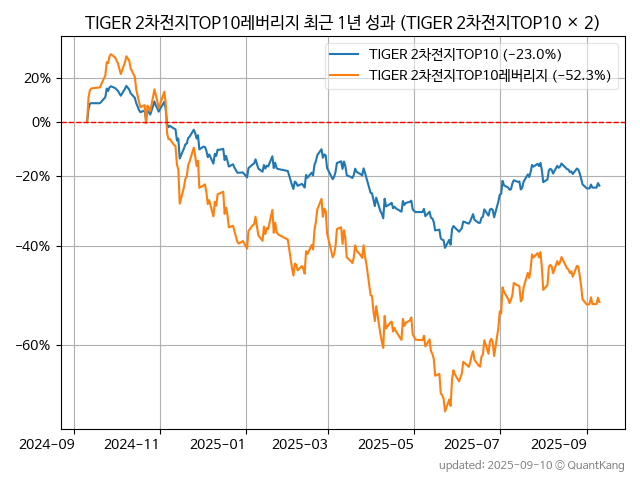 TIGER 2차전지TOP10레버리지 최근 1년 성과 (TIGER 2차전지TOP10 × 2)
TIGER 2차전지TOP10 (−23.0%)
TIGER 2차전지TOP10레버리지 (−52.3%)
20%
0%
−20%
−40%
−60%
2024-09 2024-11 2025-01 2025-03 2025-05 2025-07 2025-09
updated: 2025-09-10 © QuantKang